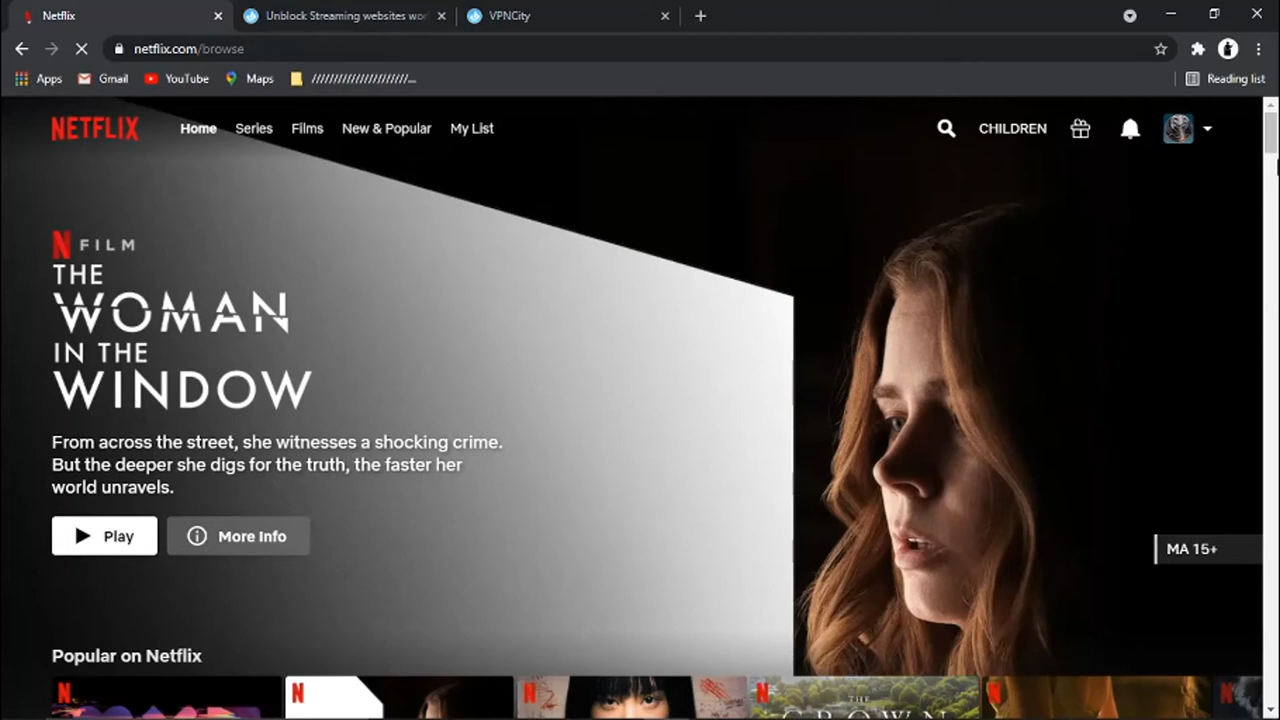 Netflix
Unblock Streaming websites wor
VPNCity
netflix.com/browse
Apps
Gmail
YouTube
Maps
Reading list
NETFLIX
Home
Series
Films
New & Popular
My List
CHILDREN
N FILM
THE
WOMAN
IN THE
WINDOW
From across the street, she witnesses a shocking crime.
But the deeper she digs for the truth, the faster her
world unravels.
Play
More Info
MA 15+
Popular on Netflix
N
N
N
N
N
THE
CROWN